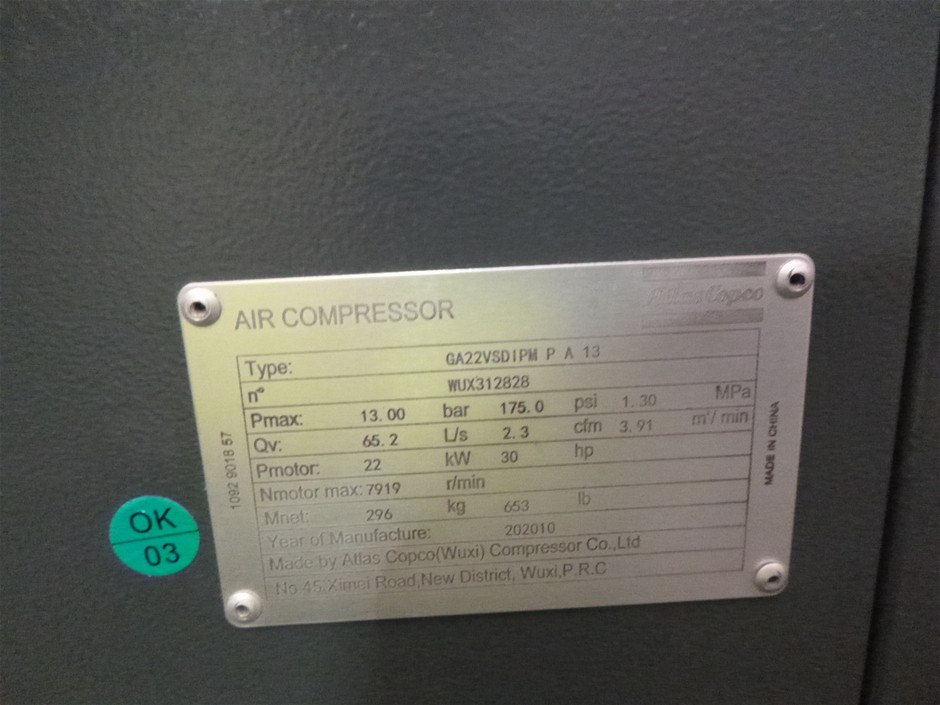 Atlas Copco
AIR COMPRESSOR
Type: GA22VSDIPM P A 13
n° WUX312828
Pmax: 13.00 bar 175.0 psi 1.30 MPa
Qv: 65.2 L/s 2.3 cfm 3.91 m³/min
Pmotor: 22 kW 30 hp
Nmotor max: 7919 r/min
Mnet: 296 kg 653 lb
Year of Manufacture: 202010
Made by Atlas Copco(Wuxi) Compressor Co.,Ltd
No 45,Ximei Road,New District, Wuxi,P.R.C
1092 9018 57
MADE IN CHINA
OK
03